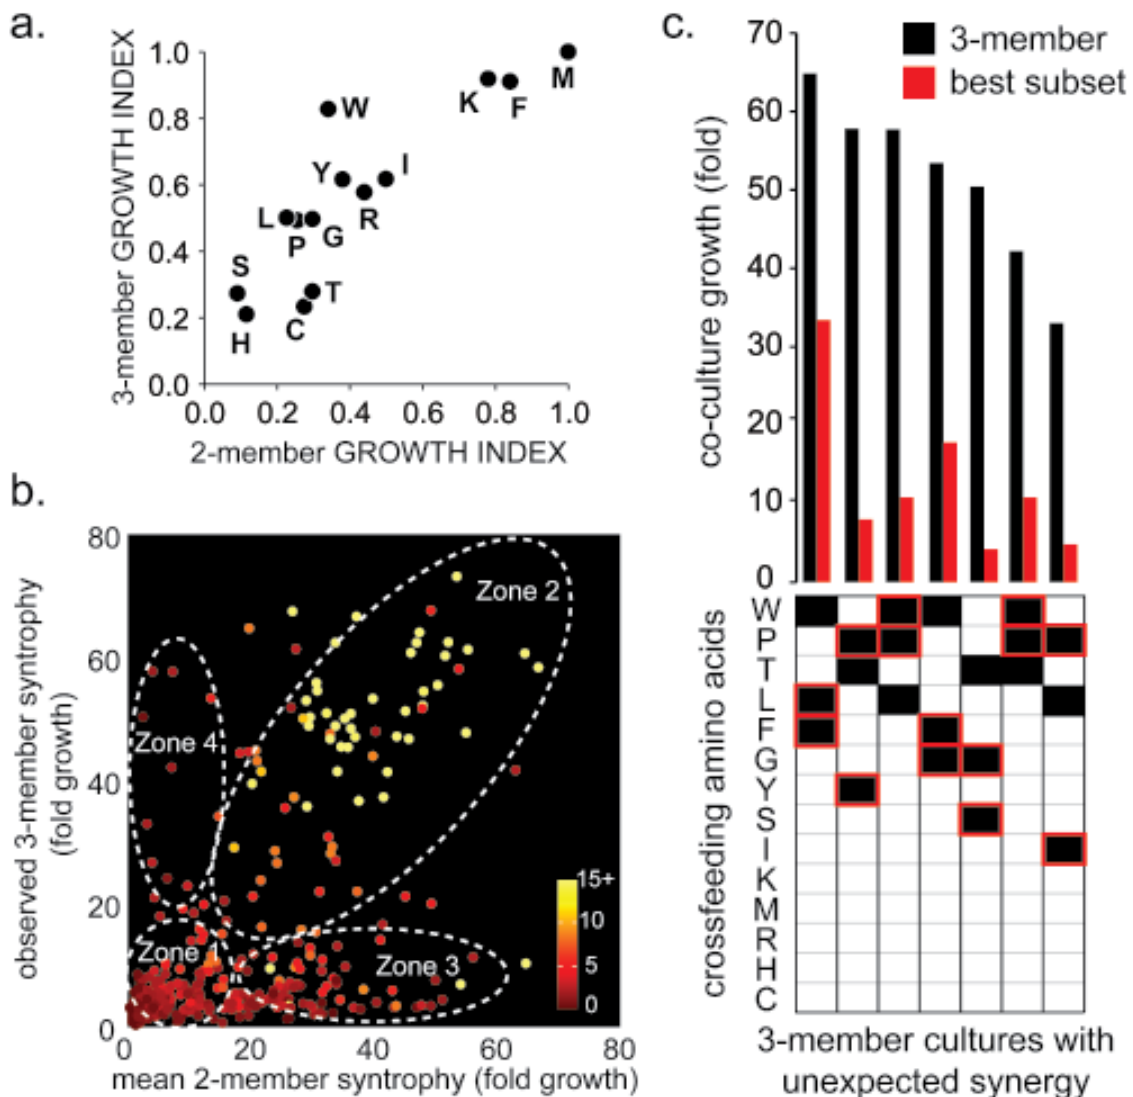 a.
3-member GROWTH INDEX
1.0
0.8
0.6
0.4
0.2
0.0
0.0 0.2 0.4 0.6 0.8 1.0
2-member GROWTH INDEX
M
K F
W
Y I
R
L P G
S
H
C T
b.
observed 3-member syntrophy
(fold growth)
80
60
40
20
0
0 20 40 60 80
mean 2-member syntrophy (fold growth)
Zone 2
Zone 4
Zone 1
Zone 3
15+
10
5
0
c.
co-culture growth (fold)
70
60
50
40
30
20
10
0
3-member
best subset
crossfeeding amino acids
W
P
T
L
F
G
Y
S
I
K
M
R
H
C
3-member cultures with
unexpected synergy